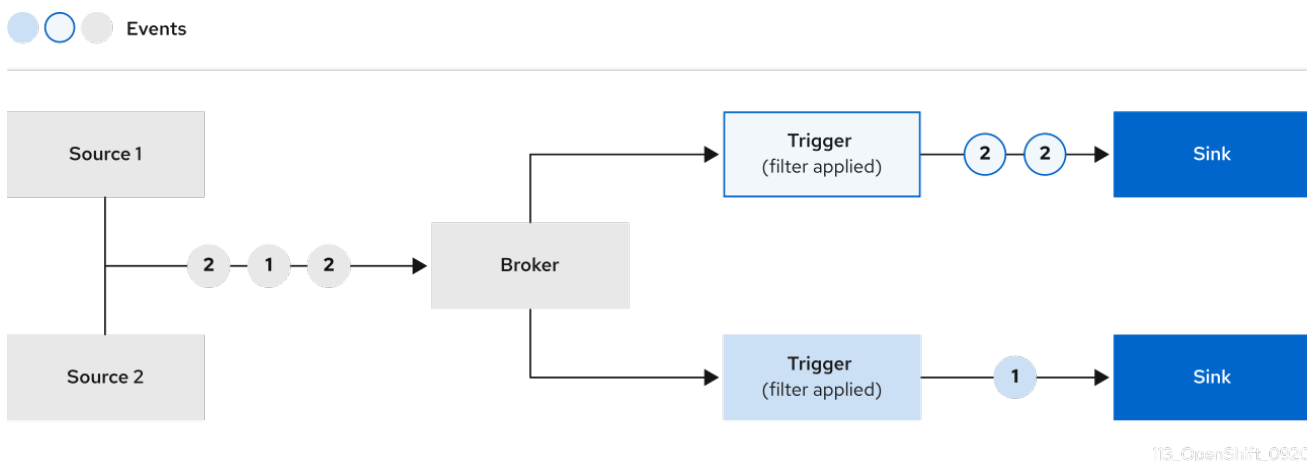 Events
Source 1
Trigger
(filter applied)
2
2
Sink
2
1
2
Broker
Source 2
Trigger
(filter applied)
1
Sink
113_OpenShift_0920